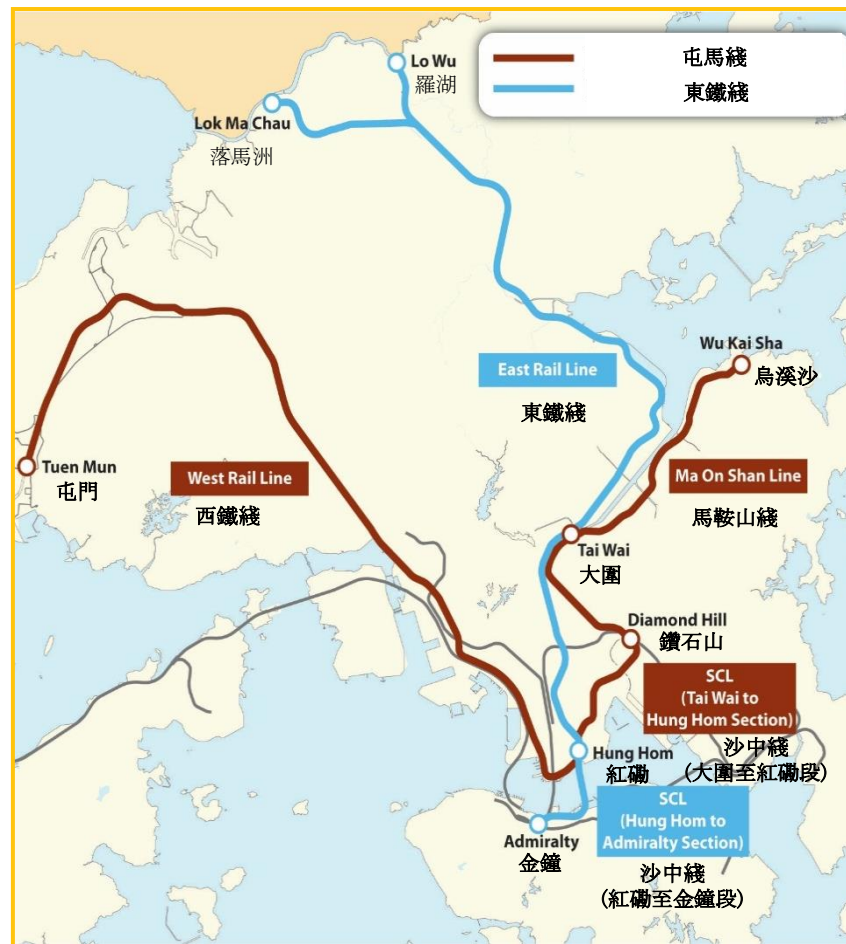 屯馬綫
東鐵綫
Lo Wu
羅湖
Lok Ma Chau
落馬洲
Wu Kai Sha
烏溪沙
East Rail Line
東鐵綫
Tuen Mun
屯門
West Rail Line
西鐵綫
Ma On Shan Line
馬鞍山綫
Tai Wai
大圍
Diamond Hill
鑽石山
SCL
(Tai Wai to
Hung Hom Section)
沙中綫
(大圍至紅磡段)
Hung Hom
紅磡
SCL
(Hung Hom to
Admiralty Section)
沙中綫
(紅磡至金鐘段)
Admiralty
金鐘